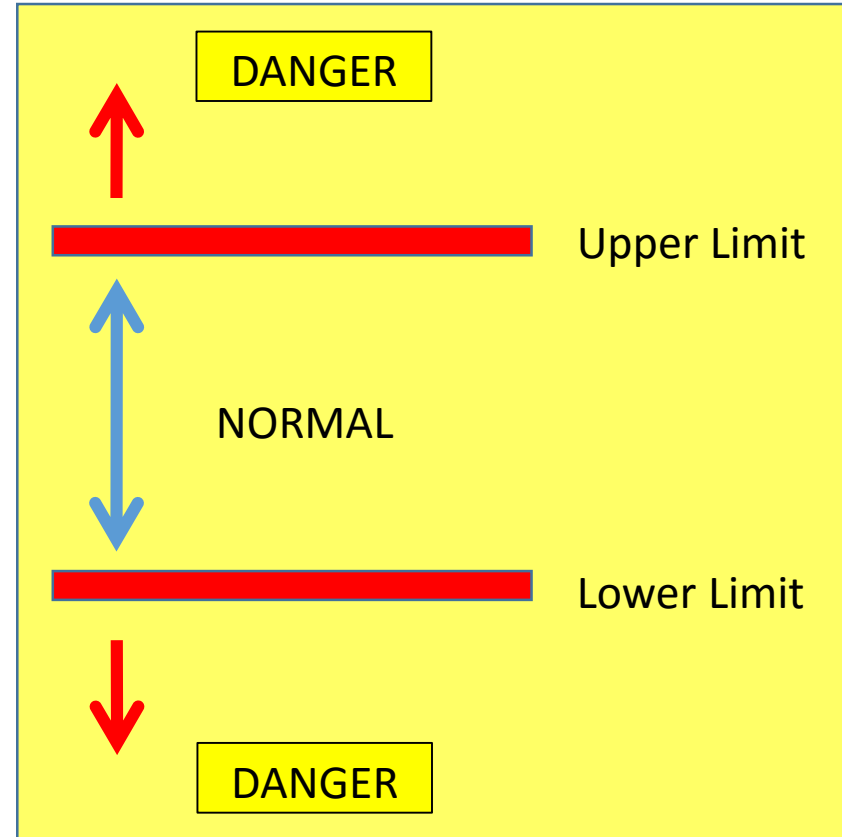 DANGER
Upper Limit
NORMAL
Lower Limit
DANGER